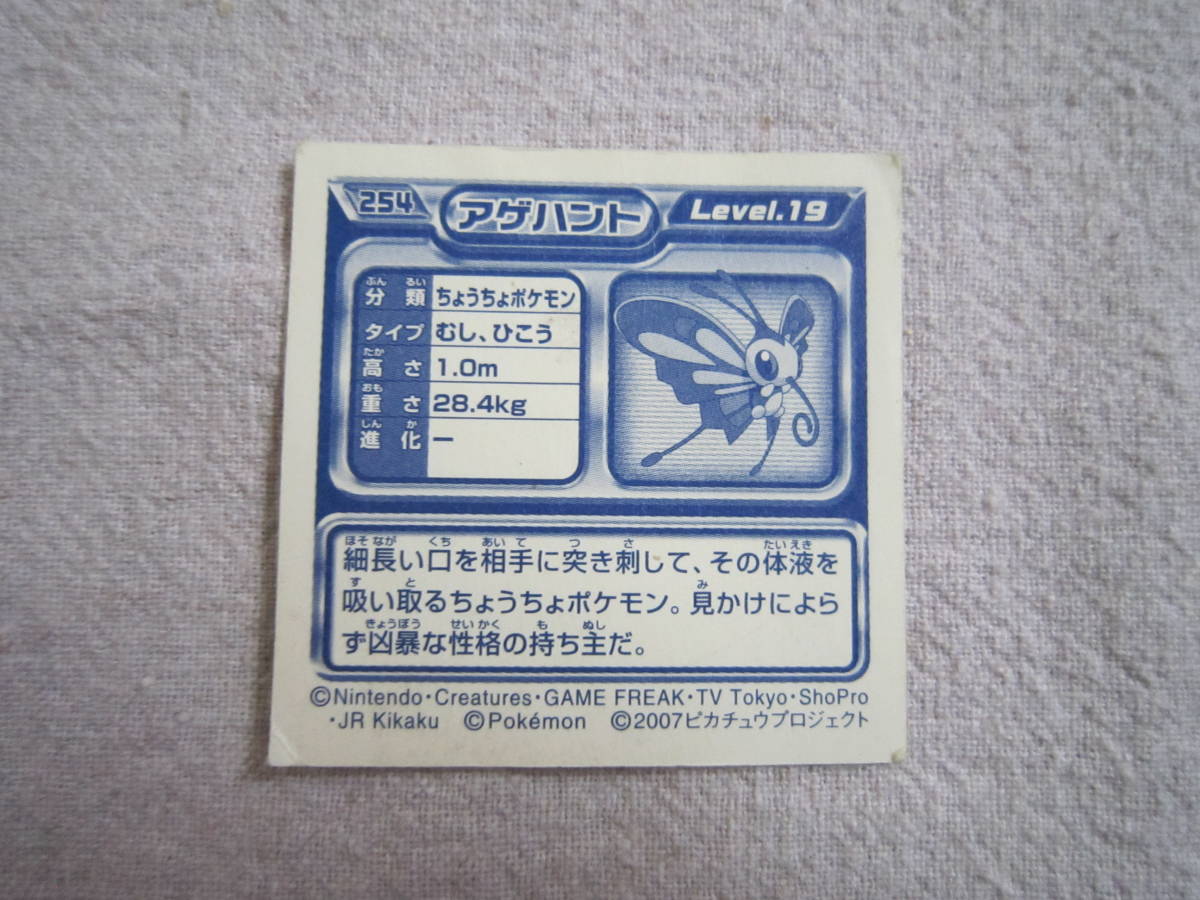 254 アゲハント Level.19
ぶん るい
分 類 ちょうちょポケモン
タイプ むし、ひこう
たか
高 さ 1.0m
おも
重 さ 28.4kg
しん か
進 化 ー
ほそ なが くち あい て つ さ たい えき
細長い口を相手に突き刺して、その体液を
す と み
吸い取るちょうちょポケモン。見かけによら
きょうぼう せい かく も ぬし
ず凶暴な性格の持ち主だ。
©Nintendo・Creatures・GAME FREAK・TV Tokyo・ShoPro
・JR Kikaku ©Pokémon ©2007ピカチュウプロジェクト